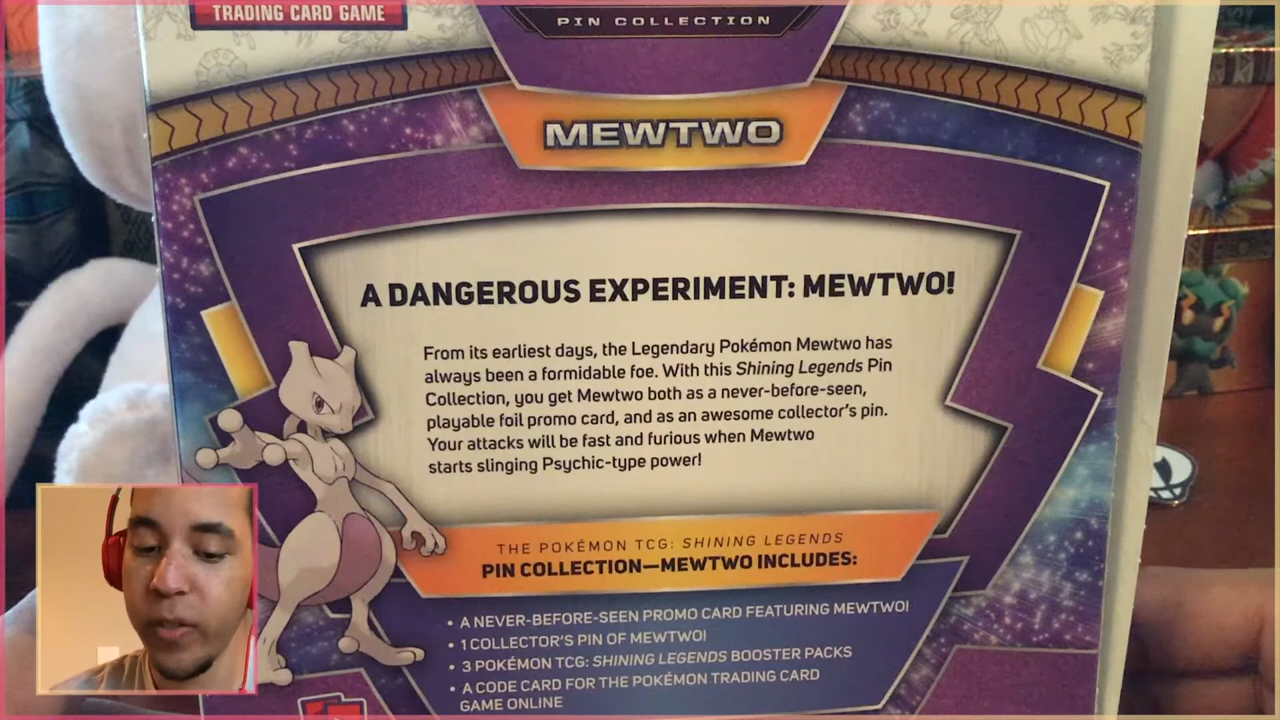 TRADING CARD GAME
PIN COLLECTION
MEWTWO
A DANGEROUS EXPERIMENT: MEWTWO!
From its earliest days, the Legendary Pokémon Mewtwo has
always been a formidable foe. With this Shining Legends Pin
Collection, you get Mewtwo both as a never-before-seen,
playable foil promo card, and as an awesome collector's pin.
Your attacks will be fast and furious when Mewtwo
starts slinging Psychic-type power!
THE POKÉMON TCG: SHINING LEGENDS
PIN COLLECTION—MEWTWO INCLUDES:
• A NEVER-BEFORE-SEEN PROMO CARD FEATURING MEWTWO!
• 1 COLLECTOR'S PIN OF MEWTWO!
• 3 POKÉMON TCG: SHINING LEGENDS BOOSTER PACKS
• A CODE CARD FOR THE POKÉMON TRADING CARD
GAME ONLINE